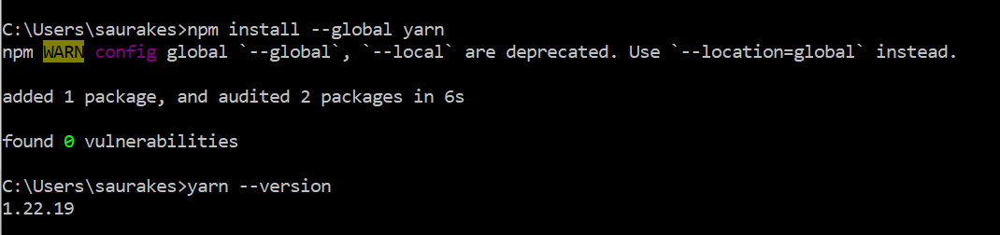 C:\Users\saurakes>npm install --global yarn
npm WARN config global `--global`, `--local` are deprecated. Use `--location=global` instead.
added 1 package, and audited 2 packages in 6s
found 0 vulnerabilities
C:\Users\saurakes>yarn --version
1.22.19